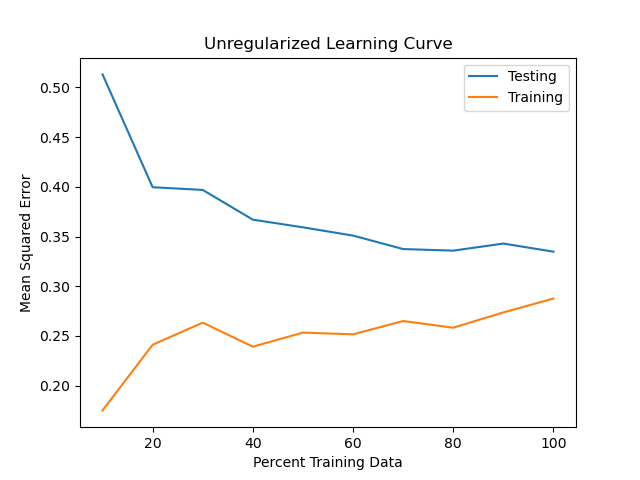 Unregularized Learning Curve
Testing
Training
Mean Squared Error
0.50
0.45
0.40
0.35
0.30
0.25
0.20
20 40 60 80 100
Percent Training Data